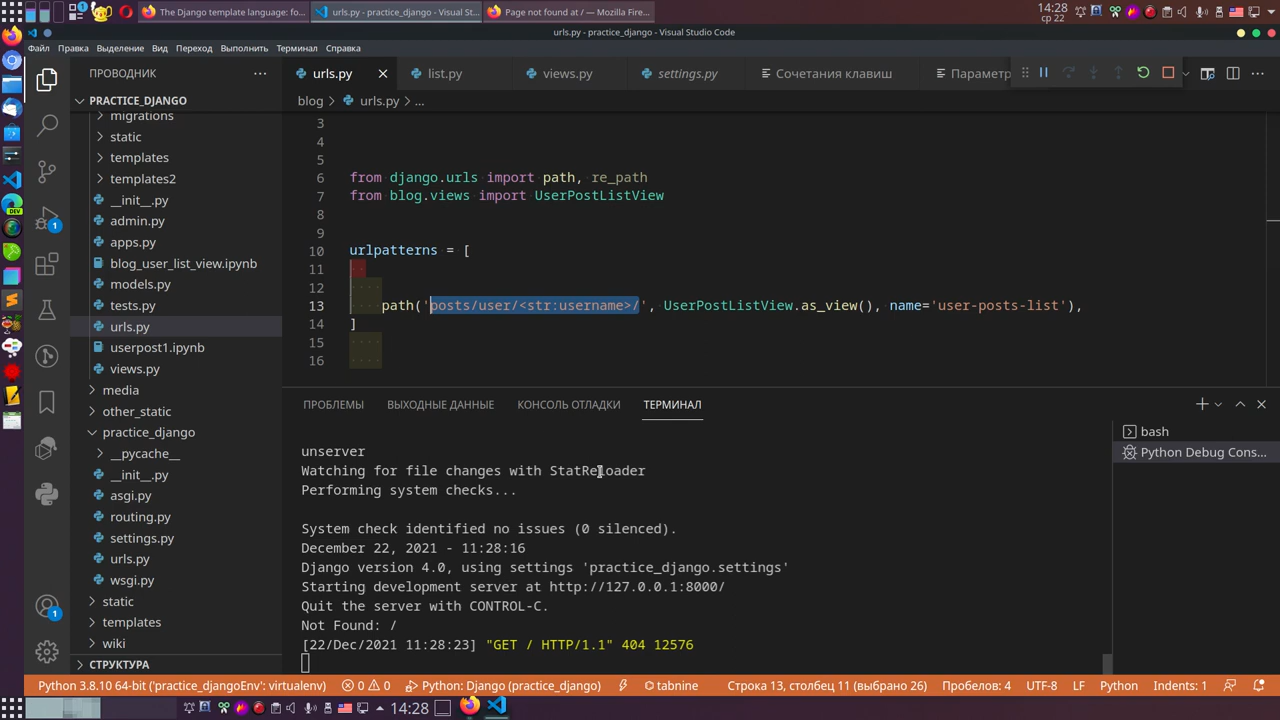 The Django template language: fo...
urls.py - practice_django - Visual St...
Page not found at / — Mozilla Fire...
14:28
ср 22
urls.py - practice_django - Visual Studio Code
Файл Правка Выделение Вид Переход Выполнить Терминал Справка
ПРОВОДНИК
urls.py
list.py
views.py
settings.py
Сочетания клавиш
Параметр
PRACTICE_DJANGO
blog > urls.py > ...
migrations
static
templates
templates2
__init__.py
admin.py
apps.py
blog_user_list_view.ipynb
models.py
tests.py
urls.py
userpost1.ipynb
views.py
media
other_static
practice_django
__pycache__
__init__.py
asgi.py
routing.py
settings.py
urls.py
wsgi.py
static
templates
wiki
СТРУКТУРА
3
4
5
6 from django.urls import path, re_path
7 from blog.views import UserPostListView
8
9
10 urlpatterns = [
11
12
13 path('posts/user/<str:username>/', UserPostListView.as_view(), name='user-posts-list'),
14 ]
15
16
ПРОБЛЕМЫ ВЫХОДНЫЕ ДАННЫЕ КОНСОЛЬ ОТЛАДКИ ТЕРМИНАЛ
bash
Python Debug Cons...
unserver
Watching for file changes with StatReloader
Performing system checks...
System check identified no issues (0 silenced).
December 22, 2021 - 11:28:16
Django version 4.0, using settings 'practice_django.settings'
Starting development server at http://127.0.0.1:8000/
Quit the server with CONTROL-C.
Not Found: /
[22/Dec/2021 11:28:23] "GET / HTTP/1.1" 404 12576
1
1
DEV
Python 3.8.10 64-bit ('practice_djangoEnv': virtualenv) 0 0 Python: Django (practice_django) tabnine Строка 13, столбец 11 (выбрано 26) Пробелов: 4 UTF-8 LF Python Indents: 1
14:28